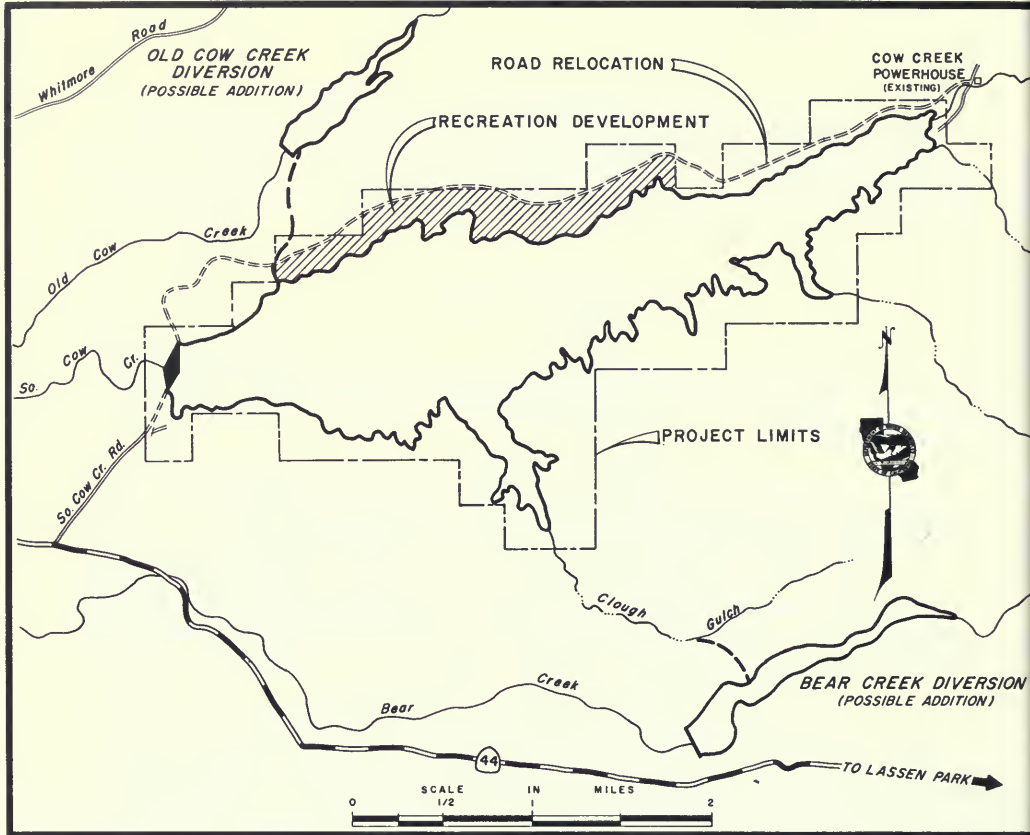 Whitmore Road
OLD COW CREEK
DIVERSION
(POSSIBLE ADDITION)
ROAD RELOCATION
COW CREEK
POWERHOUSE
(EXISTING)
RECREATION DEVELOPMENT
Old Cow Creek
So. Cow Cr.
N
PROJECT LIMITS
So. Cow Cr. Rd.
Clough Gulch
Bear Creek
BEAR CREEK DIVERSION
(POSSIBLE ADDITION)
44
TO LASSEN PARK
SCALE IN MILES
0 1/2 1 2